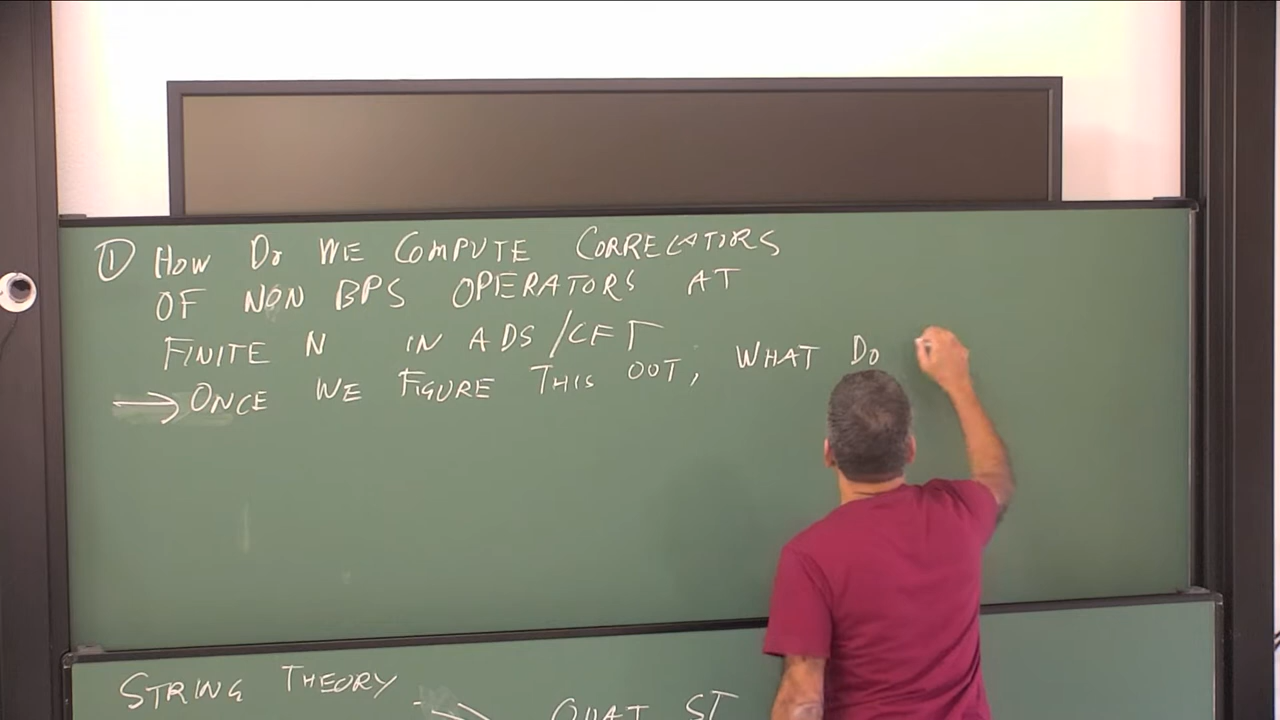 ① HOW DO WE COMPUTE CORRELATORS
OF NON BPS OPERATORS AT
FINITE N IN ADS/CFT
→ ONCE WE FIGURE THIS OUT, WHAT DO
STRING THEORY
ST